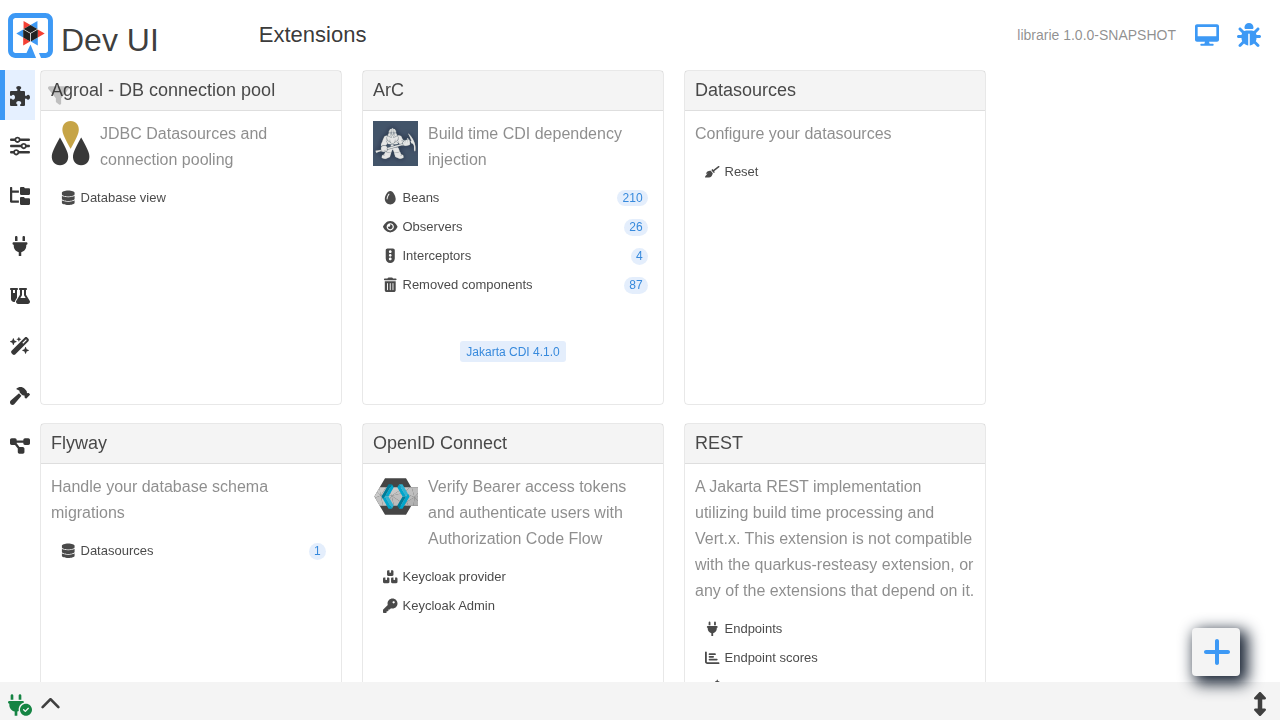 Dev UI
Extensions
librarie 1.0.0-SNAPSHOT
Agroal - DB connection pool
JDBC Datasources and
connection pooling
Database view
ArC
Build time CDI dependency
injection
Beans 210
Observers 26
Interceptors 4
Removed components 87
Jakarta CDI 4.1.0
Datasources
Configure your datasources
Reset
Flyway
Handle your database schema
migrations
Datasources 1
OpenID Connect
Verify Bearer access tokens
and authenticate users with
Authorization Code Flow
Keycloak provider
Keycloak Admin
REST
A Jakarta REST implementation
utilizing build time processing and
Vert.x. This extension is not compatible
with the quarkus-resteasy extension, or
any of the extensions that depend on it.
Endpoints
Endpoint scores